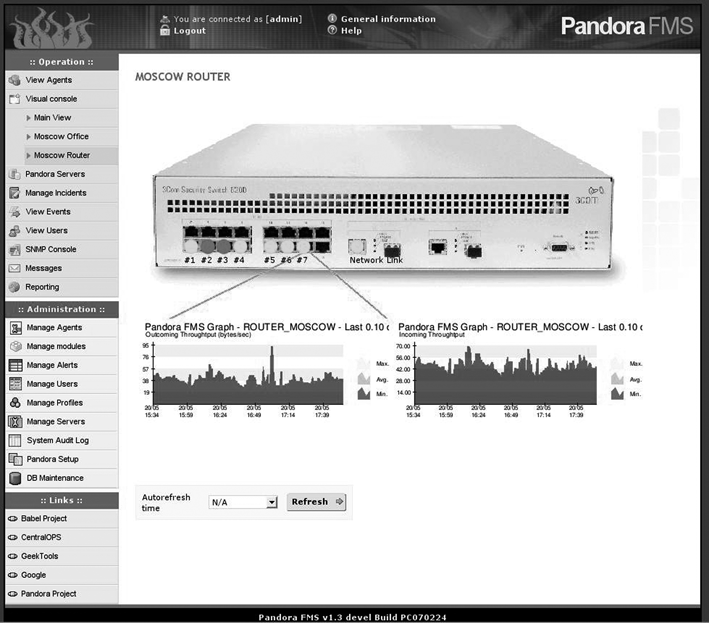 You are connected as [admin]
Logout
General information
Help
Pandora FMS
:: Operation ::
View Agents
Visual console
Main View
Moscow Office
Moscow Router
Pandora Servers
Manage Incidents
View Events
View Users
SNMP Console
Messages
Reporting
:: Administration ::
Manage Agents
Manage modules
Manage Alerts
Manage Users
Manage Profiles
Manage Servers
System Audit Log
Pandora Setup
DB Maintenance
:: Links ::
Babel Project
CentralOPS
GeekTools
Google
Pandora Project
MOSCOW ROUTER
3Com Security Switch 6200
3COM
#1 #2 #3 #4 #5 #6 #7 Network Link
Pandora FMS Graph - ROUTER_MOSCOW - Last 0.10 d
Outcoming Throughtput (bytes/sec)
95
76
57
38
19
20/05 20/05 20/05 20/05 20/05 20/05 20/05 20/05
15:34 15:59 16:24 16:49 17:14 17:39
Max.
Avg.
Min.
Pandora FMS Graph - ROUTER_MOSCOW - Last 0.10 d
Incoming Throughtput
70.00
56.00
42.00
28.00
14.00
20/05 20/05 20/05 20/05 20/05 20/05
15:34 15:59 16:24 16:49 17:14 17:39
Max.
Avg.
Min.
Autorefresh time
N/A
Refresh
Pandora FMS v1.3 devel Build PC070224